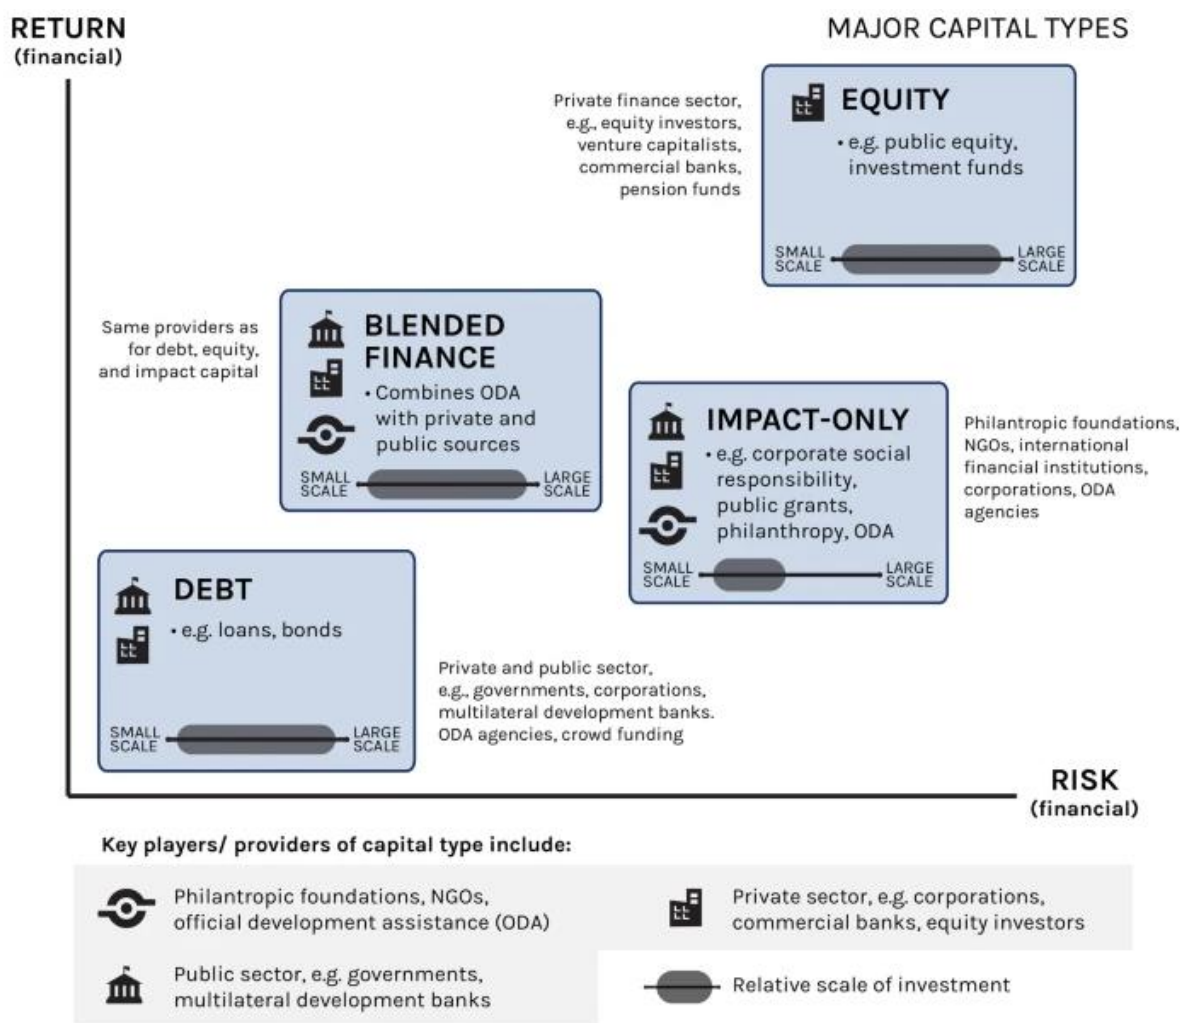 RETURN
(financial)
MAJOR CAPITAL TYPES
Private finance sector,
e.g., equity investors,
venture capitalists,
commercial banks,
pension funds
EQUITY
• e.g. public equity,
investment funds
SMALL
SCALE
LARGE
SCALE
Same providers as
for debt, equity,
and impact capital
BLENDED
FINANCE
• Combines ODA
with private and
public sources
SMALL
SCALE
LARGE
SCALE
IMPACT-ONLY
• e.g. corporate social
responsibility,
public grants,
philanthropy, ODA
SMALL
SCALE
LARGE
SCALE
Philantropic foundations,
NGOs, international
financial institutions,
corporations, ODA
agencies
DEBT
• e.g. loans, bonds
SMALL
SCALE
LARGE
SCALE
Private and public sector,
e.g., governments, corporations,
multilateral development banks.
ODA agencies, crowd funding
RISK
(financial)
Key players/ providers of capital type include:
Philantropic foundations, NGOs,
official development assistance (ODA)
Private sector, e.g. corporations,
commercial banks, equity investors
Public sector, e.g. governments,
multilateral development banks
Relative scale of investment